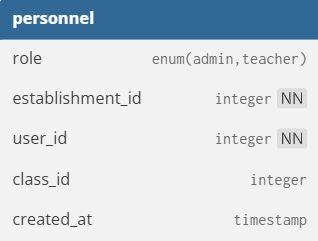 personnel
role enum(admin,teacher)
establishment_id integer NN
user_id integer NN
class_id integer
created_at timestamp